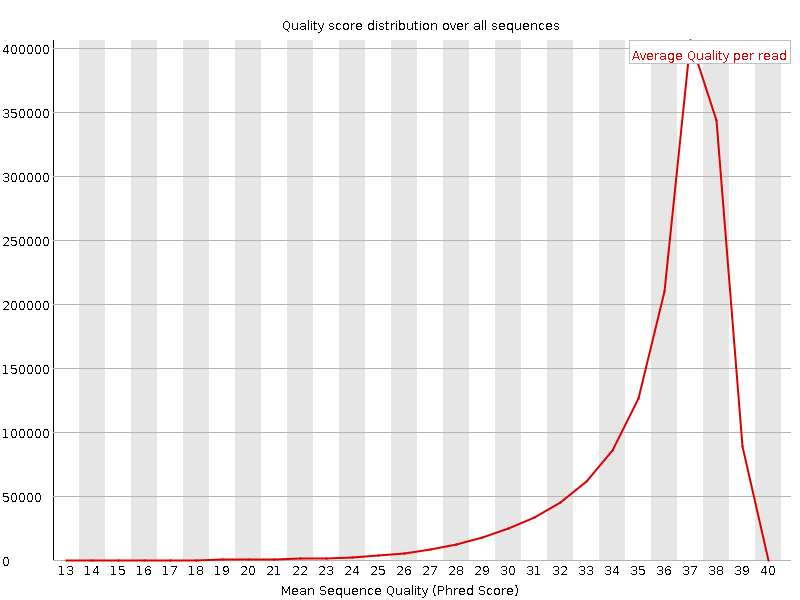 Quality score distribution over all sequences
400000
Average Quality per read
350000
300000
250000
200000
150000
100000
50000
0
13 14 15 16 17 18 19 20 21 22 23 24 25 26 27 28 29 30 31 32 33 34 35 36 37 38 39 40
Mean Sequence Quality (Phred Score)